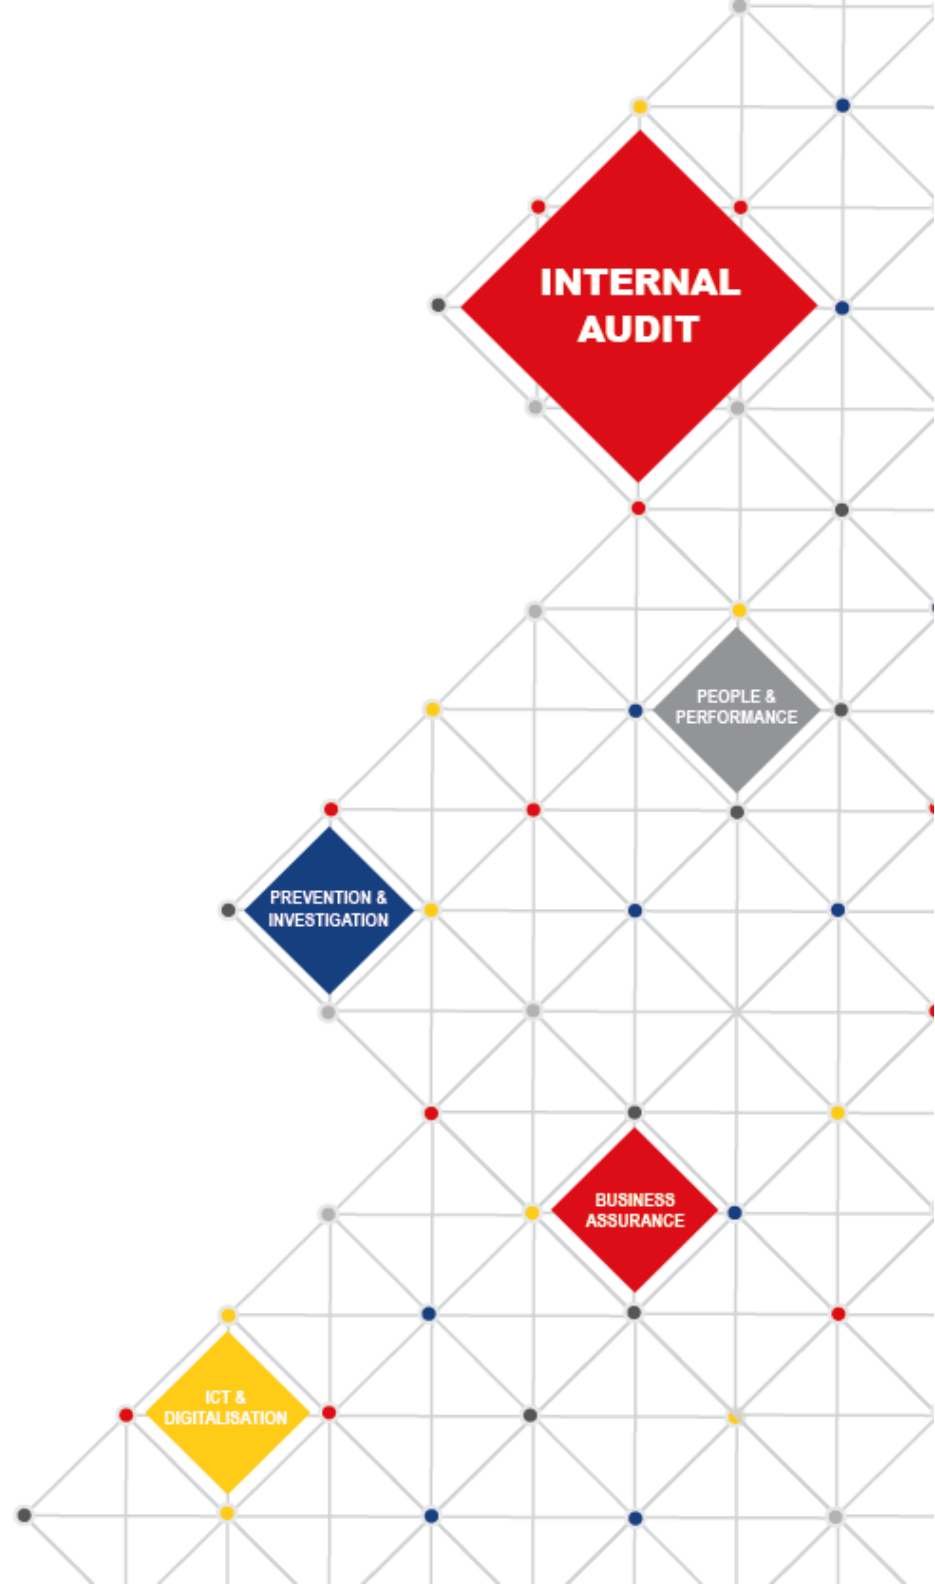 INTERNAL
AUDIT
PEOPLE &
PERFORMANCE
PREVENTION &
INVESTIGATION
BUSINESS
ASSURANCE
ICT &
DIGITALISATION